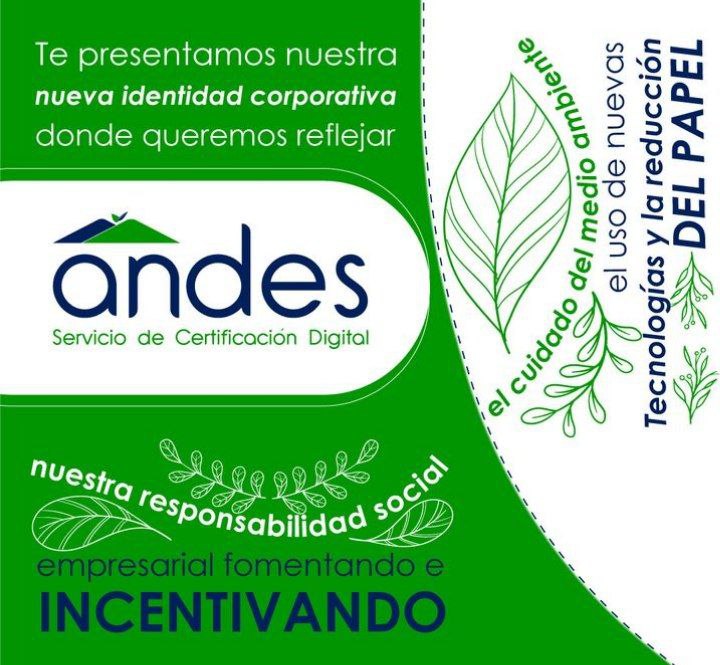 Te presentamos nuestra
nueva identidad corporativa
donde queremos reflejar
andes
Servicio de Certificación Digital
nuestra responsabilidad social
empresarial fomentando e
INCENTIVANDO
el cuidado del medio ambiente
el uso de nuevas
Tecnologías y la reducción
DEL PAPEL